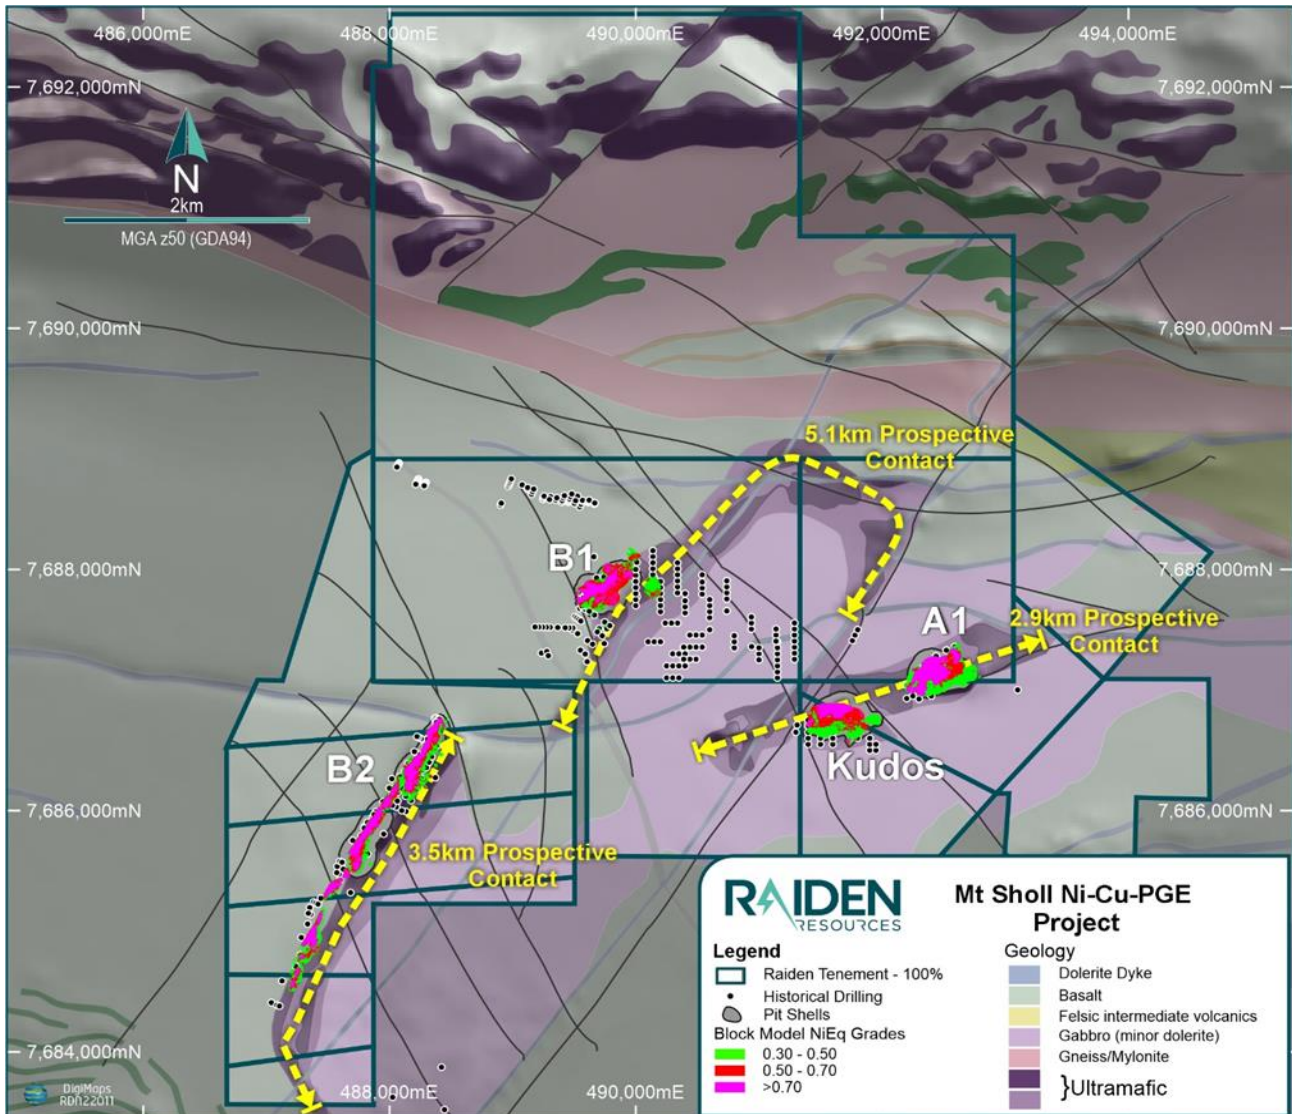 486,000mE
488,000mE
490,000mE
492,000mE
494,000mE
7,692,000mN
7,692,000mN
N
2km
MGA z50 (GDA94)
7,690,000mN
7,690,000mN
5.1km Prospective
Contact
B1
7,688,000mN
7,688,000mN
A1
2.9km Prospective
Contact
B2
Kudos
7,686,000mN
7,686,000mN
3.5km Prospective
Contact
RAIDEN
RESOURCES
Mt Sholl Ni-Cu-PGE
Project
Legend
Raiden Tenement - 100%
Historical Drilling
Pit Shells
Block Model NiEq Grades
0.30 - 0.50
0.50 - 0.70
>0.70
Geology
Dolerite Dyke
Basalt
Felsic intermediate volcanics
Gabbro (minor dolerite)
Gneiss/Mylonite
}Ultramafic
7,684,000mN
DigiMaps
RDN22011
488,000mE
490,000mE